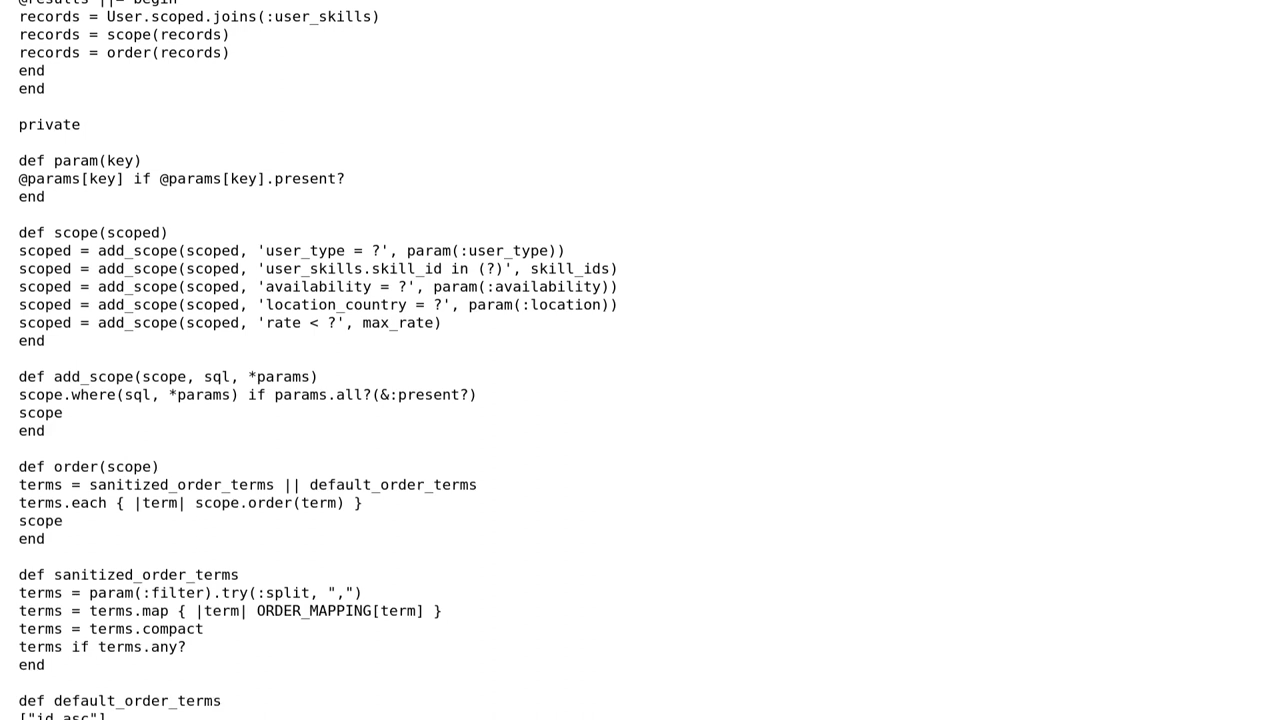 @results ||= begin
records = User.scoped.joins(:user_skills)
records = scope(records)
records = order(records)
end
end

private

def param(key)
@params[key] if @params[key].present?
end

def scope(scoped)
scoped = add_scope(scoped, 'user_type = ?', param(:user_type))
scoped = add_scope(scoped, 'user_skills.skill_id in (?)', skill_ids)
scoped = add_scope(scoped, 'availability = ?', param(:availability))
scoped = add_scope(scoped, 'location_country = ?', param(:location))
scoped = add_scope(scoped, 'rate < ?', max_rate)
end

def add_scope(scope, sql, *params)
scope.where(sql, *params) if params.all?(&:present?)
scope
end

def order(scope)
terms = sanitized_order_terms || default_order_terms
terms.each { |term| scope.order(term) }
scope
end

def sanitized_order_terms
terms = param(:filter).try(:split, ",")
terms = terms.map { |term| ORDER_MAPPING[term] }
terms = terms.compact
terms if terms.any?
end

def default_order_terms
["id asc"]